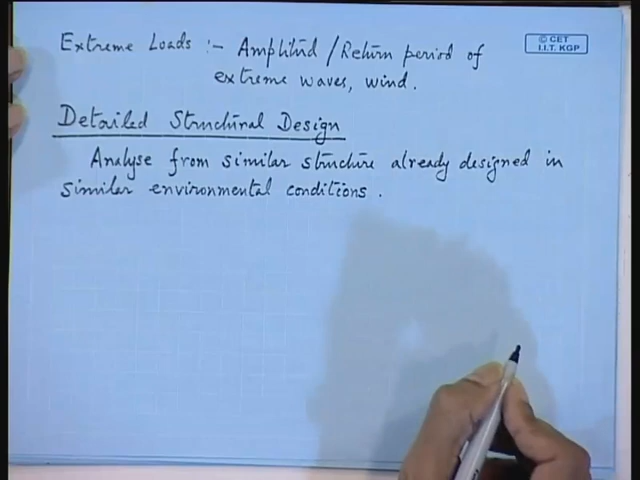 Extreme Loads :- Amplitud / Return period of
extreme waves, wind.
© CET
I.I.T. KGP
Detailed Structural Design
Analyse from similar structure already designed in
similar environmental conditions.